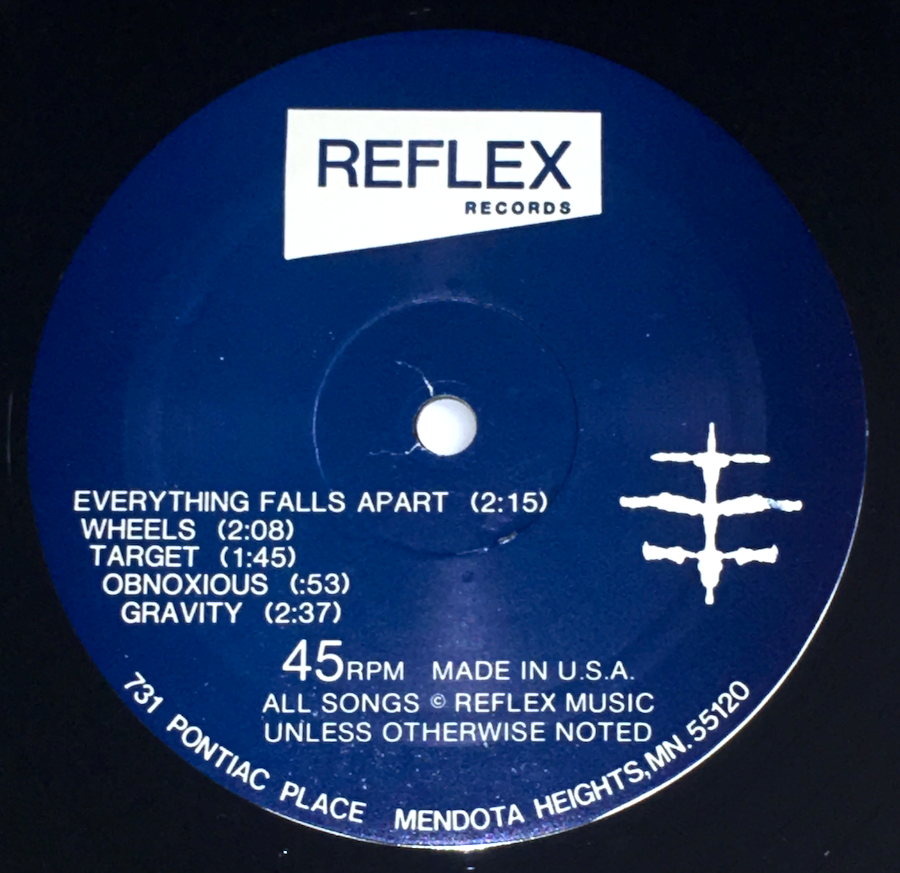 REFLEX
RECORDS
EVERYTHING FALLS APART (2:15)
WHEELS (2:08)
TARGET (1:45)
OBNOXIOUS (:53)
GRAVITY (2:37)
45RPM MADE IN U.S.A.
ALL SONGS © REFLEX MUSIC
UNLESS OTHERWISE NOTED
731 PONTIAC PLACE MENDOTA HEIGHTS, MN. 55120